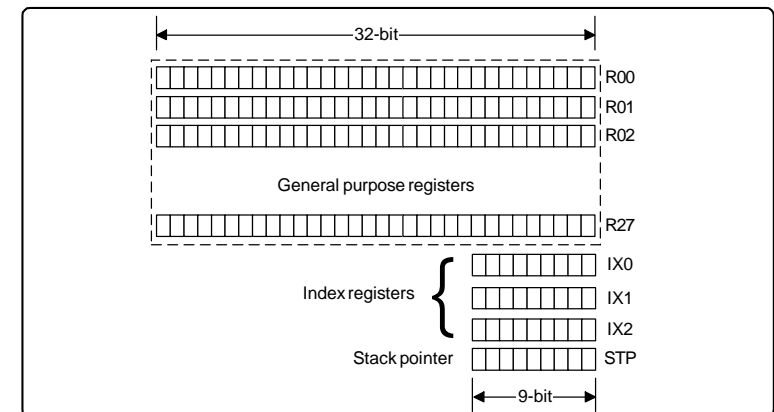 32-bit
R00
R01
R02
General purpose registers
R27
IX0
Index registers
IX1
IX2
Stack pointer
STP
9-bit